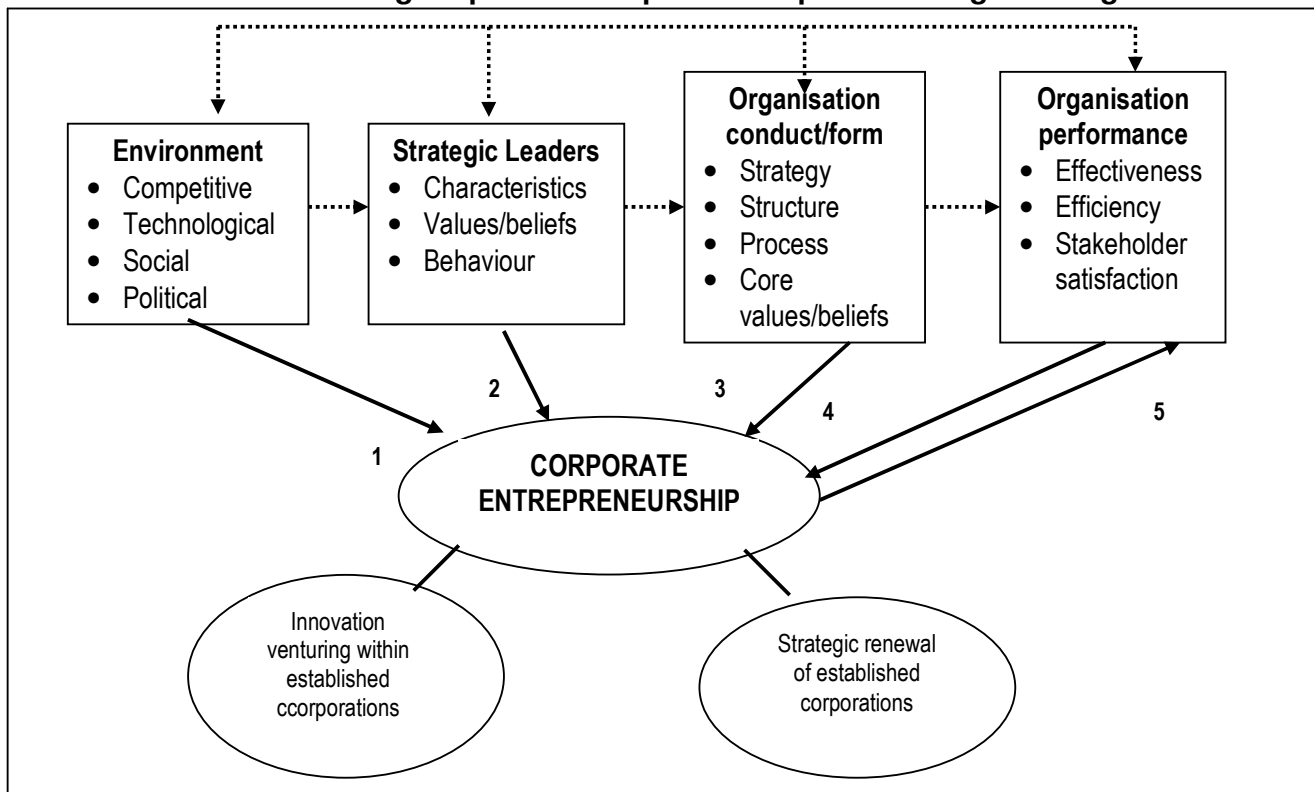 Environment
• Competitive
• Technological
• Social
• Political
Strategic Leaders
• Characteristics
• Values/beliefs
• Behaviour
Organisation
conduct/form
• Strategy
• Structure
• Process
• Core
values/beliefs
Organisation
performance
• Effectiveness
• Efficiency
• Stakeholder
satisfaction
1
2
3
4
5
CORPORATE
ENTREPRENEURSHIP
Innovation
venturing within
established
ccorporations
Strategic renewal
of established
corporations